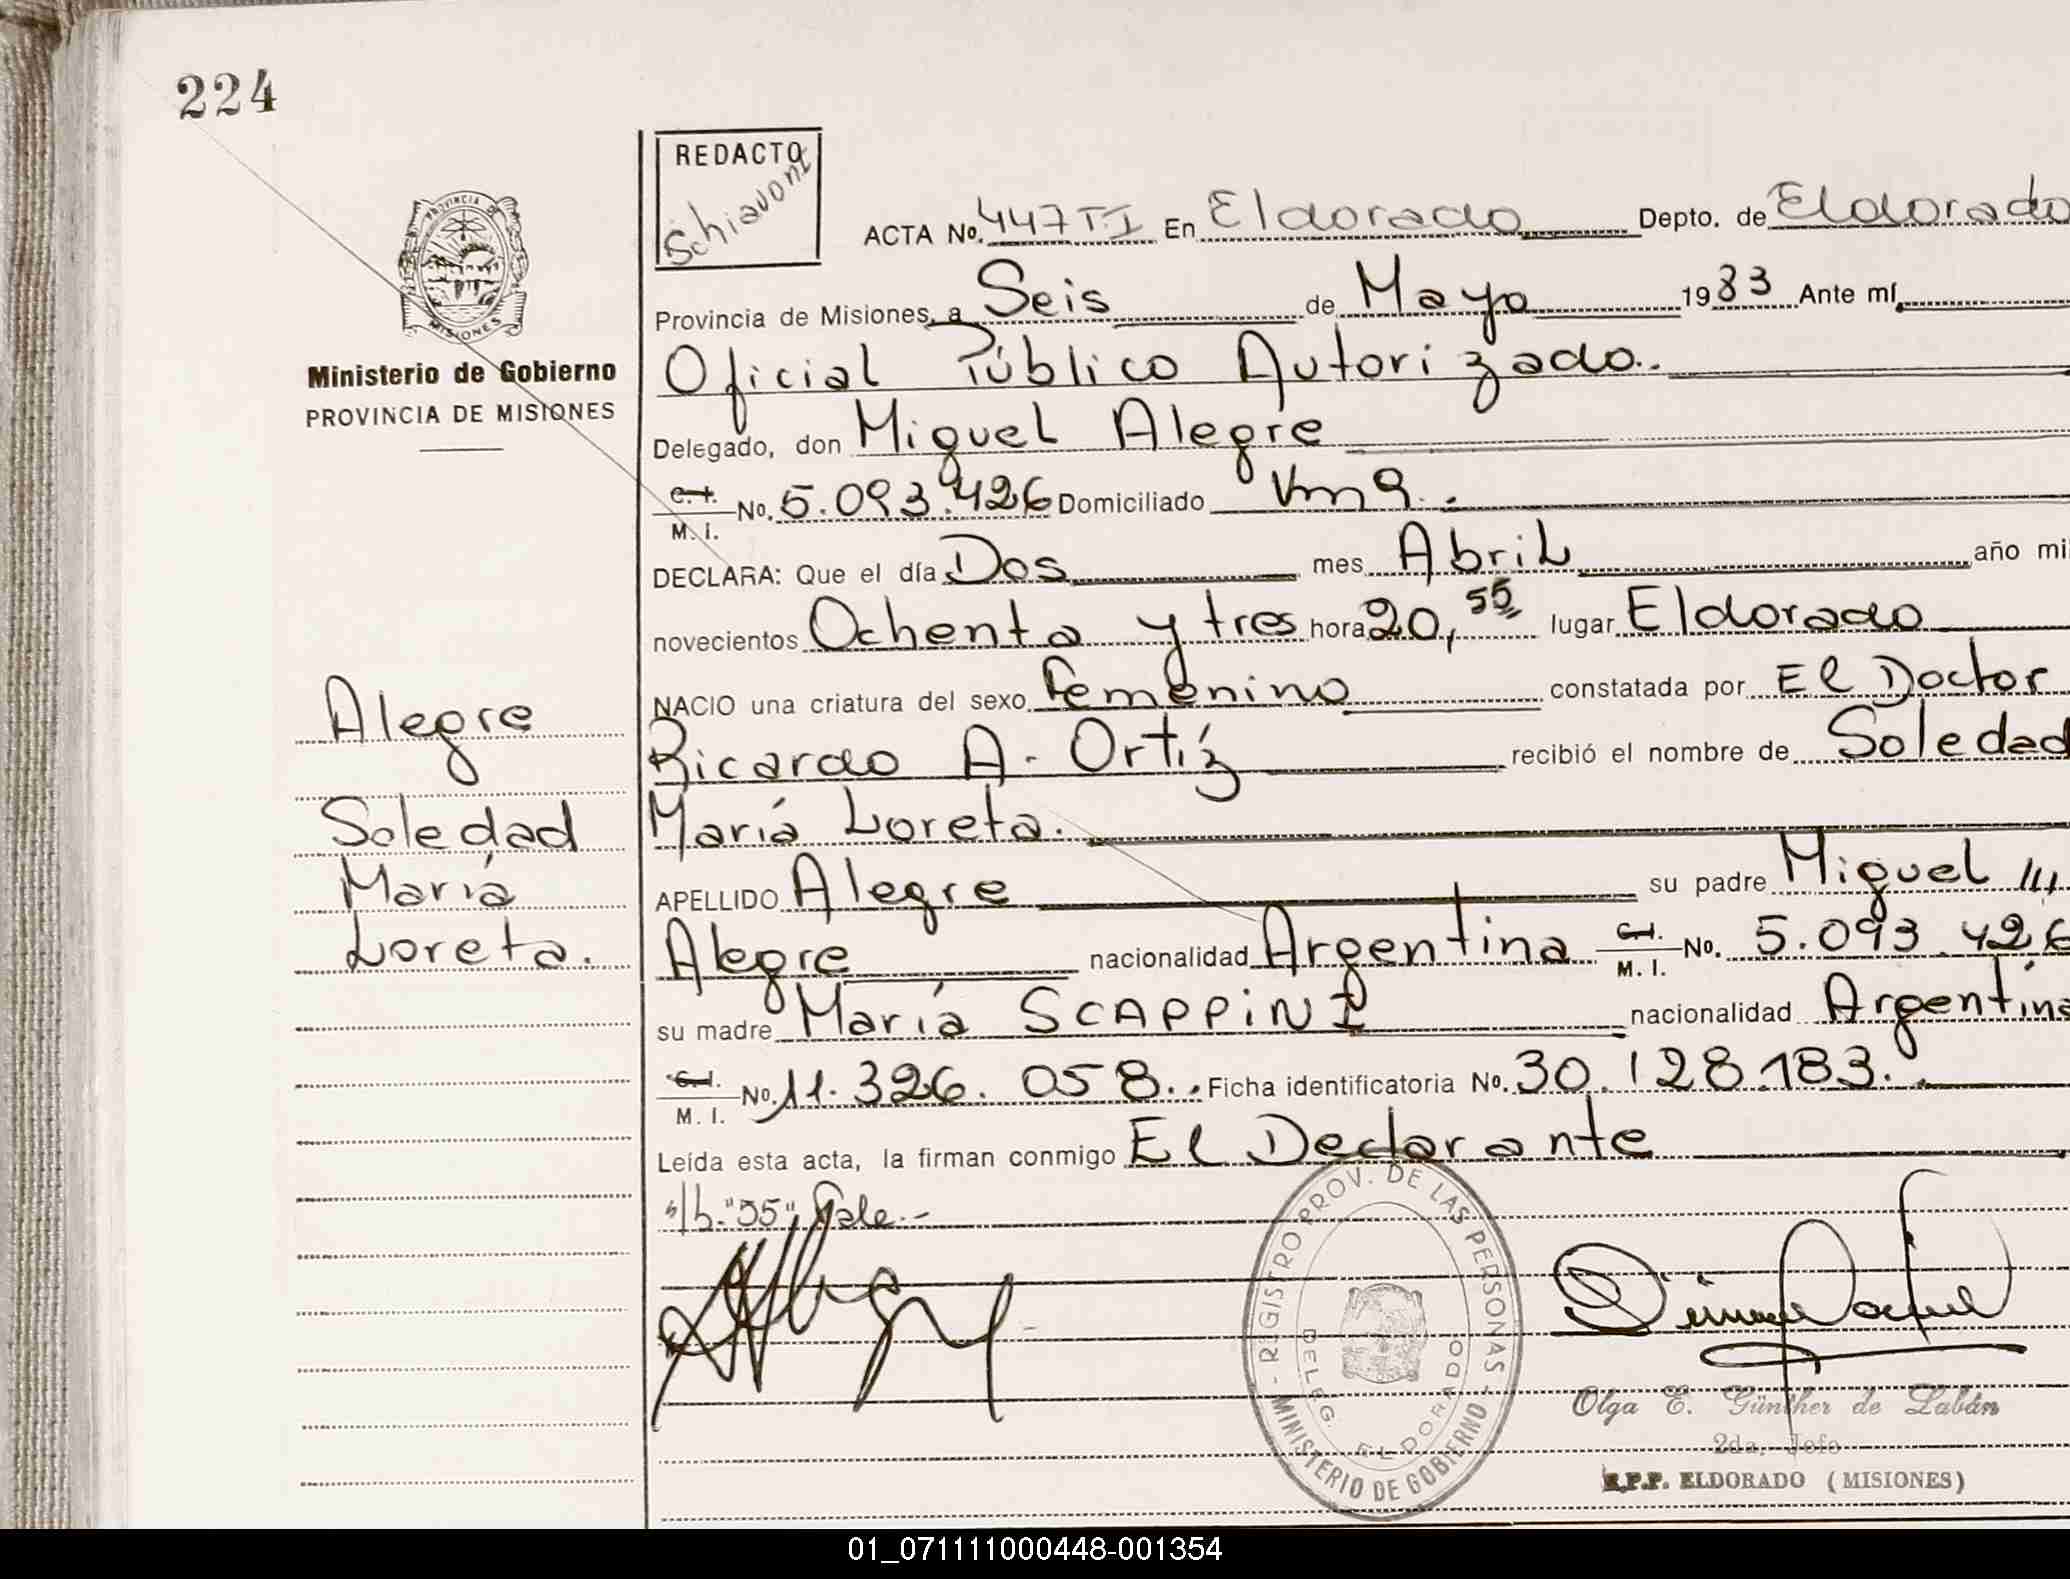 224
REDACTO
Schiavoni
PROVINCIA DE
MISIONES
ACTA No. 447 T.I En Eldorado Depto. de Eldorado
Provincia de Misiones, a Seis de Mayo 1983 Ante mí,
Ministerio de Gobierno
PROVINCIA DE MISIONES
Oficial Público Autorizado.
Delegado, don Miguel Alegre
M. I. No. 5.093.426 Domiciliado
DECLARA: Que el día Dos mes Abril año mi
novecientos Ochenta y tres hora 20,55 lugar Eldorado
NACIO una criatura del sexo femenino constatada por El Doctor
Ricardo A. Ortíz recibió el nombre de Soledad
María Loreta.
Alegre
Soledad
María
Loreta.
APELLIDO Alegre su padre Miguel
Alegre nacionalidad Argentina C.I. M. I. No. 5.093.426
su madre María SCAPPINI nacionalidad Argentina
C.I. M. I. No. 11.326.058. Ficha identificatoria No. 30.128.183.
Leída esta acta, la firman conmigo El Declarante
s/b. "55", Vale.-
REGISTRO PROV. DE LAS PERSONAS
- MINISTERIO DE GOBIERNO -
DELEG. ELDORADO
Olga E. Günther de Labán
2da. Jefe
R.P.P. ELDORADO (MISIONES)
01_071111000448-001354